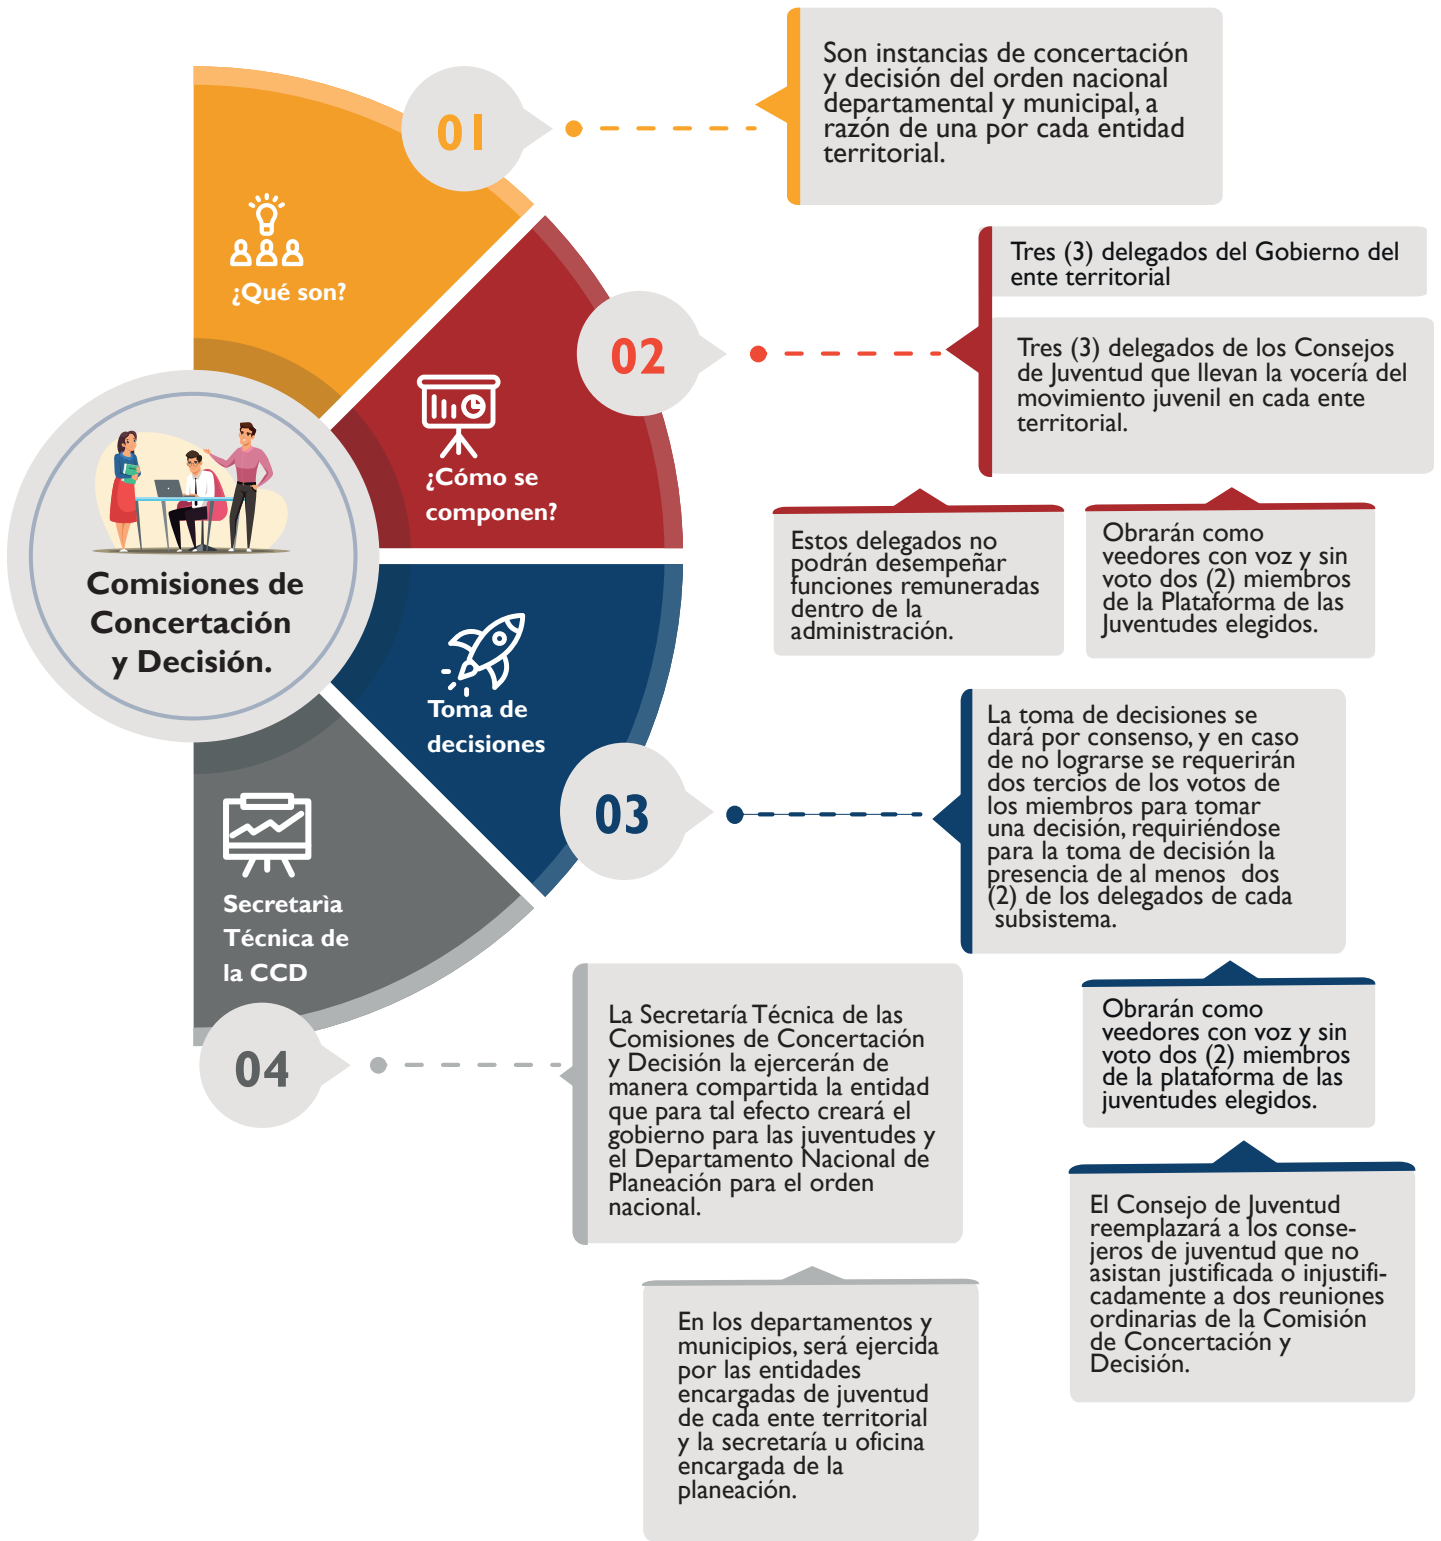 Comisiones de
Concertación
y Decisión.
01
¿Qué son?
Son instancias de concertación
y decisión del orden nacional
departamental y municipal, a
razón de una por cada entidad
territorial.
02
¿Cómo se
componen?
Tres (3) delegados del Gobierno del
ente territorial
Tres (3) delegados de los Consejos
de Juventud que llevan la vocería del
movimiento juvenil en cada ente
territorial.
Estos delegados no
podrán desempeñar
funciones remuneradas
dentro de la
administración.
Obrarán como
veedores con voz y sin
voto dos (2) miembros
de la Plataforma de las
Juventudes elegidos.
Toma de
decisiones
03
La toma de decisiones se
dará por consenso, y en caso
de no lograrse se requerirán
dos tercios de los votos de
los miembros para tomar
una decisión, requiriéndose
para la toma de decisión la
presencia de al menos  dos
(2) de los delegados de cada
subsistema.
Obrarán como
veedores con voz y sin
voto dos (2) miembros
de la plataforma de las
juventudes elegidos.
El Consejo de Juventud
reemplazará a los conse-
jeros de juventud que no
asistan justificada o injustifi-
cadamente a dos reuniones
ordinarias de la Comisión
de Concertación y
Decisión.
Secretarìa
Técnica de
la CCD
04
La Secretaría Técnica de las
Comisiones de Concertación
y Decisión la ejercerán de
manera compartida la entidad
que para tal efecto creará el
gobierno para las juventudes y
el Departamento Nacional de
Planeación para el orden
nacional.
En los departamentos y
municipios, será ejercida
por las entidades
encargadas de juventud
de cada ente territorial
y la secretaría u oficina
encargada de la
planeación.